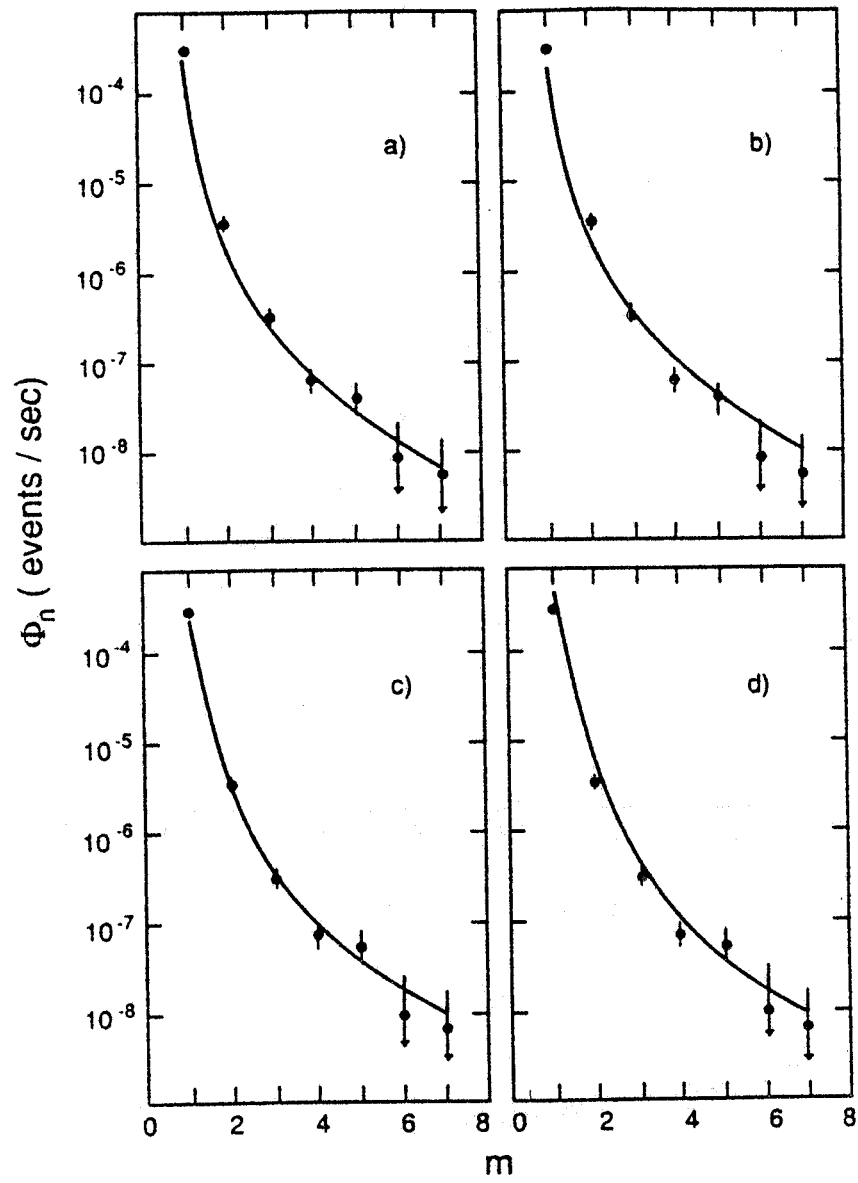 a)
b)
10⁻⁴
10⁻⁵
10⁻⁶
10⁻⁷
10⁻⁸
Φₙ ( events / sec)
c)
d)
10⁻⁴
10⁻⁵
10⁻⁶
10⁻⁷
10⁻⁸
0 2 4 6 8 0 2 4 6 8
m